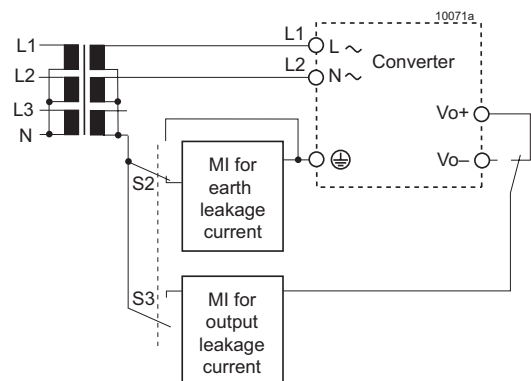 10071a
L1
L2
L3
N
L1
L ~
L2
N ~
Converter
Vo+
Vo–
S2
MI for
earth
leakage
current
S3
MI for
output
leakage
current